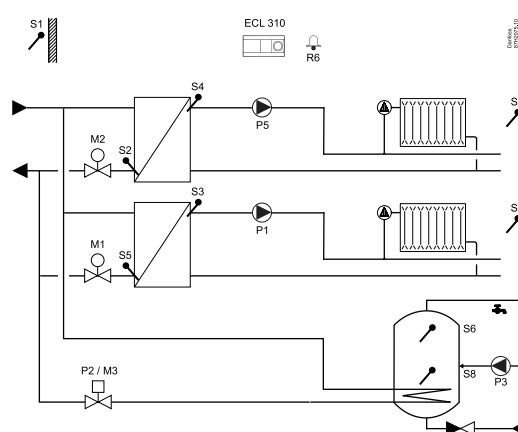 S1
ECL 310
R6
Danfoss
87H2075.10
S4
S
P5
M2
S2
S3
S
P1
M1
S5
S6
P2 / M3
S8
P3